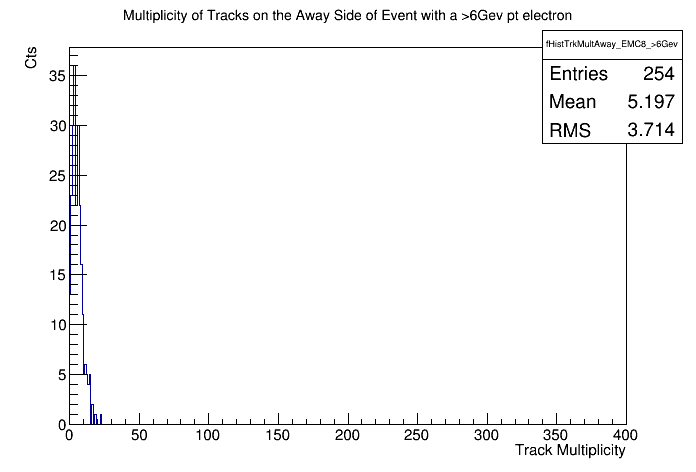 Multiplicity of Tracks on the Away Side of Event with a >6Gev pt electron
fHistTrkMultAway_EMC8_>6Gev
Entries 254
Mean 5.197
RMS 3.714
Cts
35
30
25
20
15
10
5
0
0 50 100 150 200 250 300 350 400
Track Multiplicity